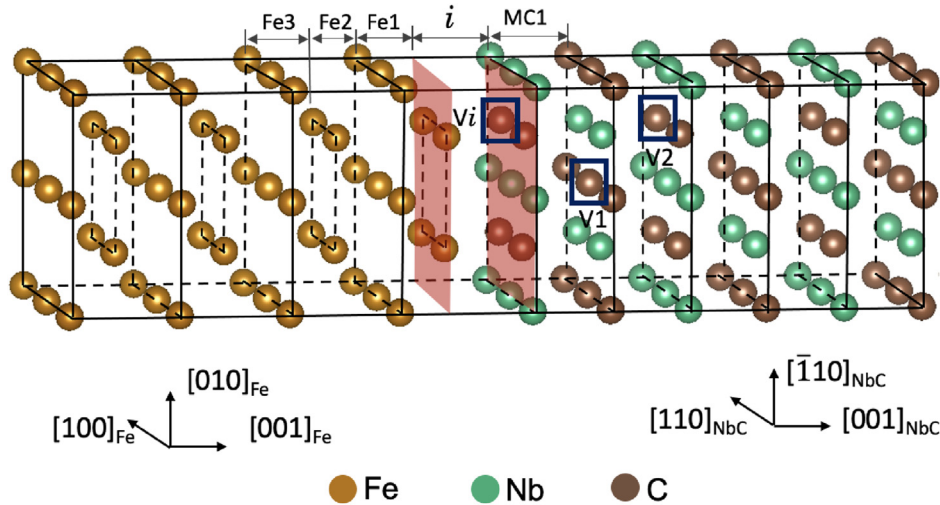 Fe3 Fe2 Fe1 i MC1
Vi
V2
V1
[010]Fe
[100]Fe
[001]Fe
[1̄10]NbC
[110]NbC
[001]NbC
Fe Nb C